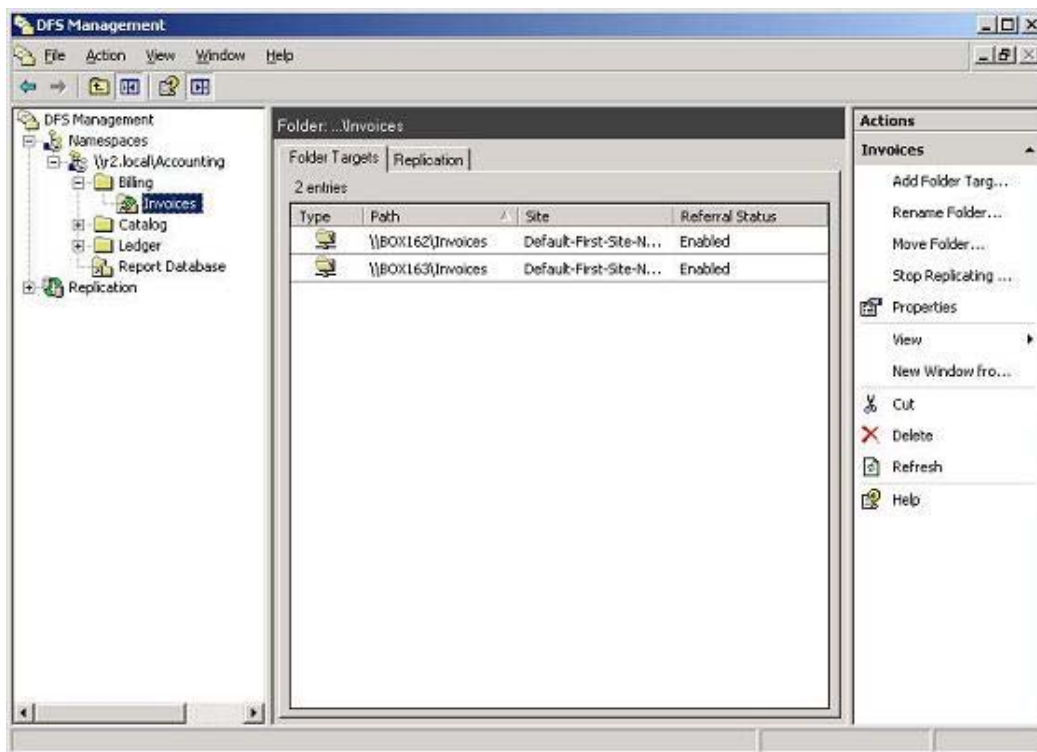 DFS Management
File Action View Window Help
DFS Management
Namespaces
\\r2.local\Accounting
Billing
Invoices
Catalog
Ledger
Report Database
Replication
Folder: ...\Invoices
Folder Targets Replication
2 entries
Type Path Site Referral Status
\\BOX162\Invoices Default-First-Site-N... Enabled
\\BOX163\Invoices Default-First-Site-N... Enabled
Actions
Invoices
Add Folder Targ...
Rename Folder...
Move Folder...
Stop Replicating ...
Properties
View
New Window fro...
Cut
Delete
Refresh
Help